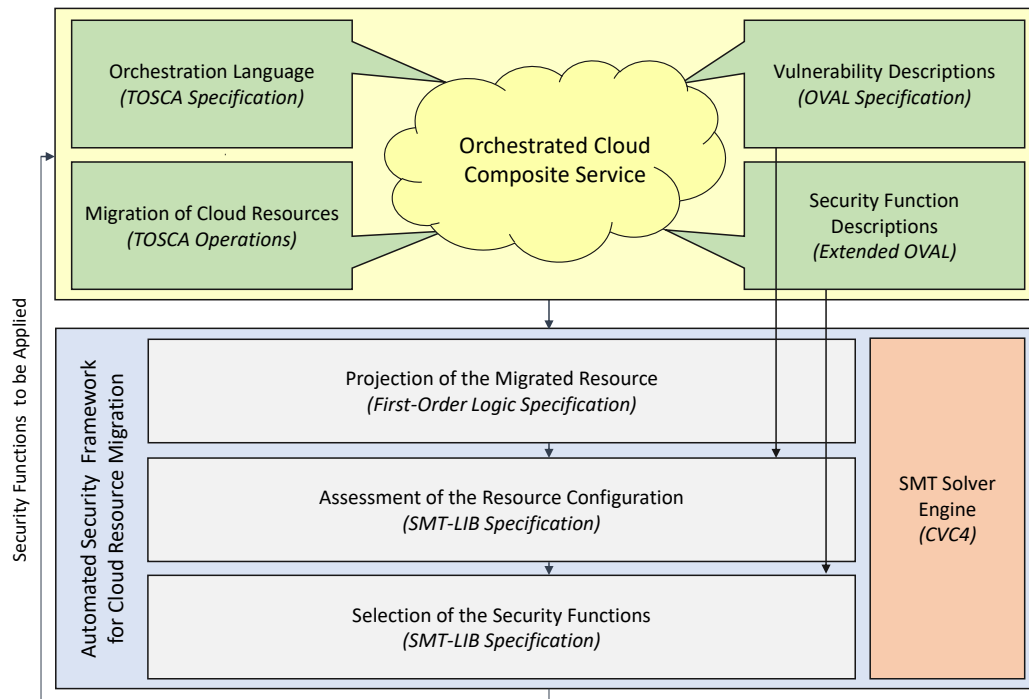 Orchestration Language
(TOSCA Specification)
Vulnerability Descriptions
(OVAL Specification)
Orchestrated Cloud
Composite Service
Migration of Cloud Resources
(TOSCA Operations)
Security Function
Descriptions
(Extended OVAL)
Security Functions to be Applied
Automated Security Framework
for Cloud Resource Migration
Projection of the Migrated Resource
(First-Order Logic Specification)
Assessment of the Resource Configuration
(SMT-LIB Specification)
Selection of the Security Functions
(SMT-LIB Specification)
SMT Solver
Engine
(CVC4)